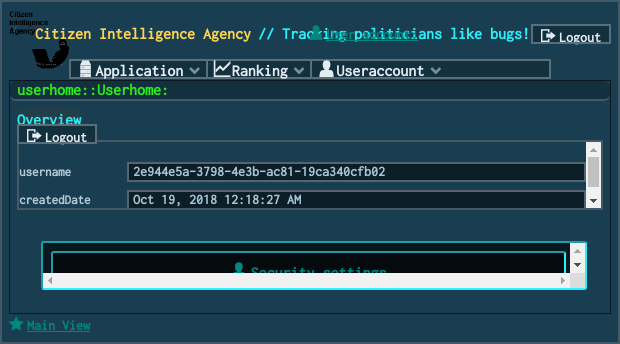 Citizen
Intelligence
Agency
Citizen Intelligence Agency // Tracking politicians like bugs!
Logout
Application Ranking Useraccount
userhome::Userhome:
Overview
Logout
username 2e944e5a-3798-4e3b-ac81-19ca340cfb02
createdDate Oct 19, 2018 12:18:27 AM
Security settings
Main View